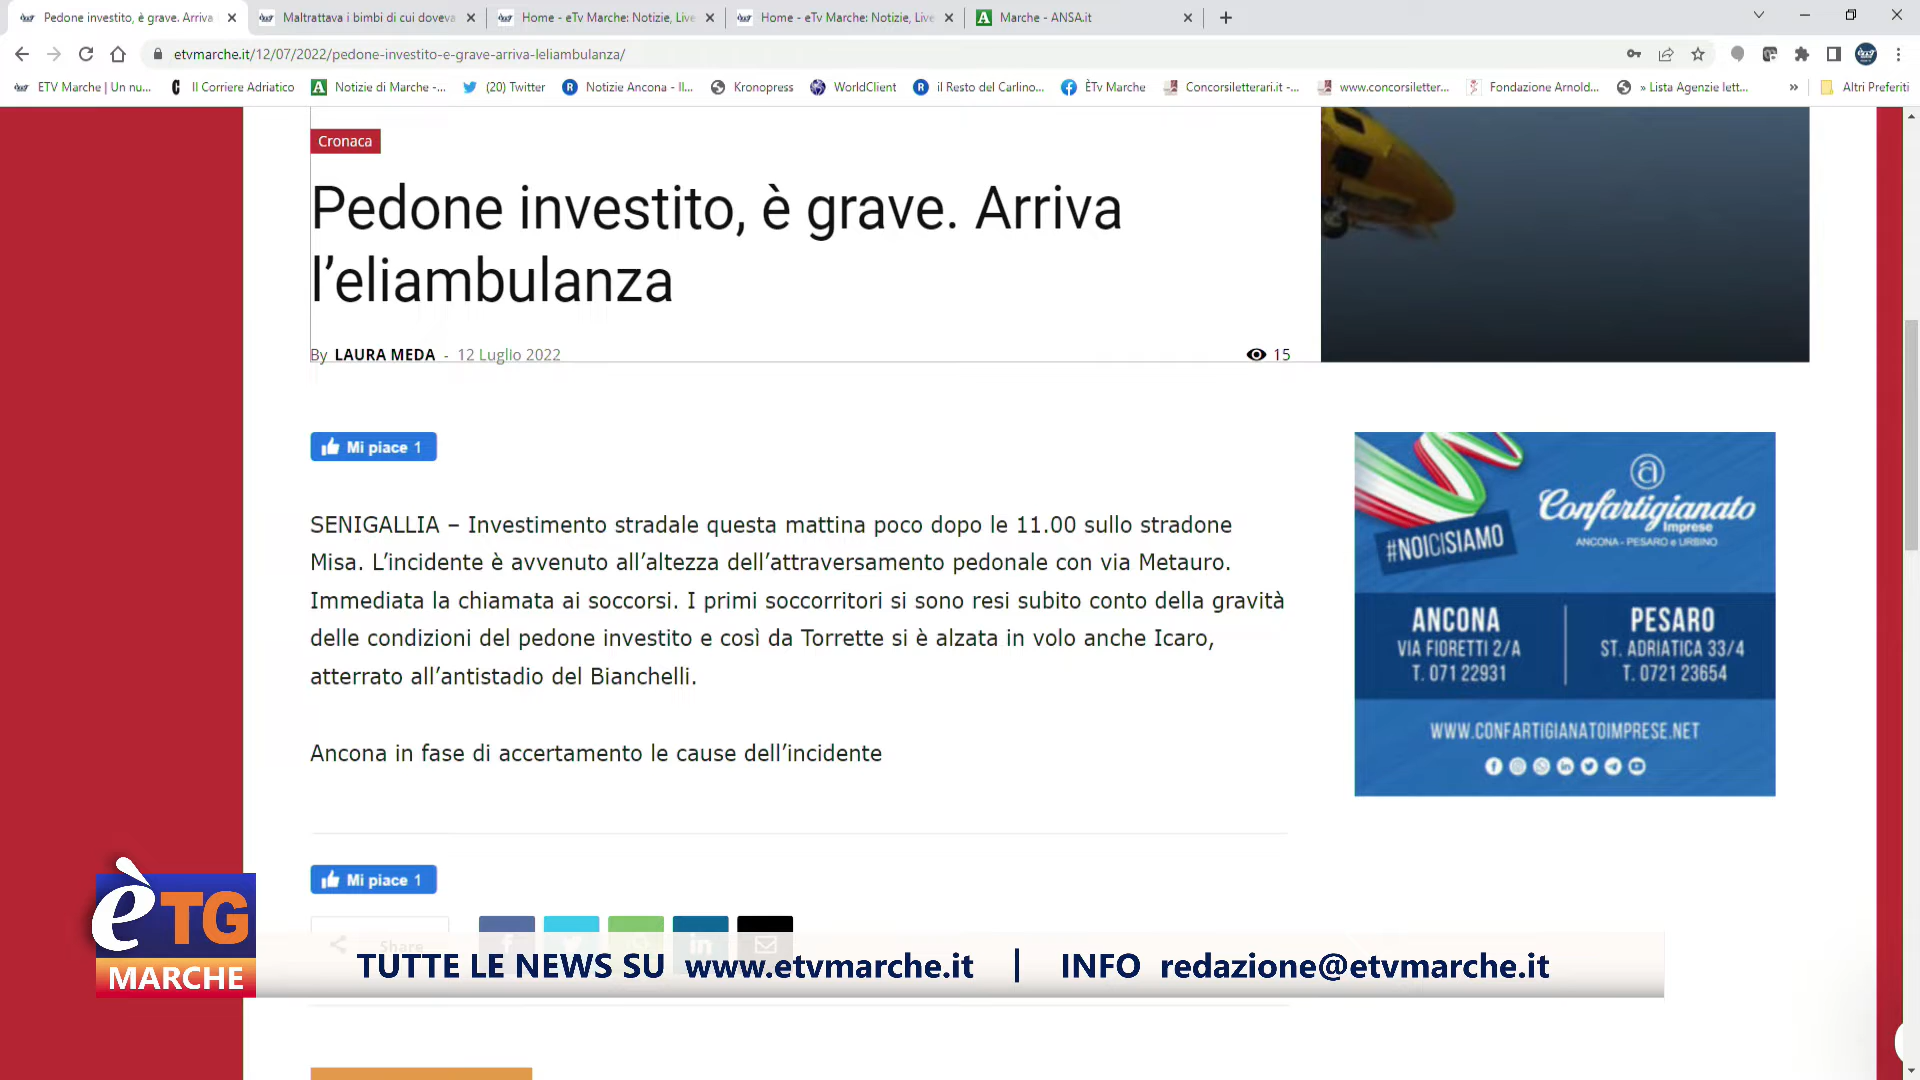 Pedone investito, è grave. Arriva
Maltrattava i bimbi di cui doveva
Home - eTv Marche: Notizie, Live
Home - eTv Marche: Notizie, Live
Marche - ANSA.it
etvmarche.it/12/07/2022/pedone-investito-e-grave-arriva-leliambulanza/
ETV Marche | Un nu...
Il Corriere Adriatico
Notizie di Marche -...
(20) Twitter
Notizie Ancona - Il...
Kronopress
WorldClient
il Resto del Carlino...
ÈTv Marche
Concorsiletterari.it -...
www.concorsiletter...
Fondazione Arnold...
» Lista Agenzie lett...
»
Altri Preferiti
Cronaca
Pedone investito, è grave. Arriva
l’eliambulanza
By LAURA MEDA - 12 Luglio 2022
15
Mi piace 1
SENIGALLIA – Investimento stradale questa mattina poco dopo le 11.00 sullo stradone
Misa. L’incidente è avvenuto all’altezza dell’attraversamento pedonale con via Metauro.
Immediata la chiamata ai soccorsi. I primi soccorritori si sono resi subito conto della gravità
delle condizioni del pedone investito e così da Torrette si è alzata in volo anche Icaro,
atterrato all’antistadio del Bianchelli.
Ancona in fase di accertamento le cause dell’incidente
#NOICISIAMO
Confartigianato
Imprese
ANCONA - PESARO e URBINO
ANCONA
VIA FIORETTI 2/A
T. 071 22931
PESARO
ST. ADRIATICA 33/4
T. 0721 23654
WWW.CONFARTIGIANATOIMPRESE.NET
Mi piace 1
Share
è TG
MARCHE
TUTTE LE NEWS SU www.etvmarche.it | INFO redazione@etvmarche.it